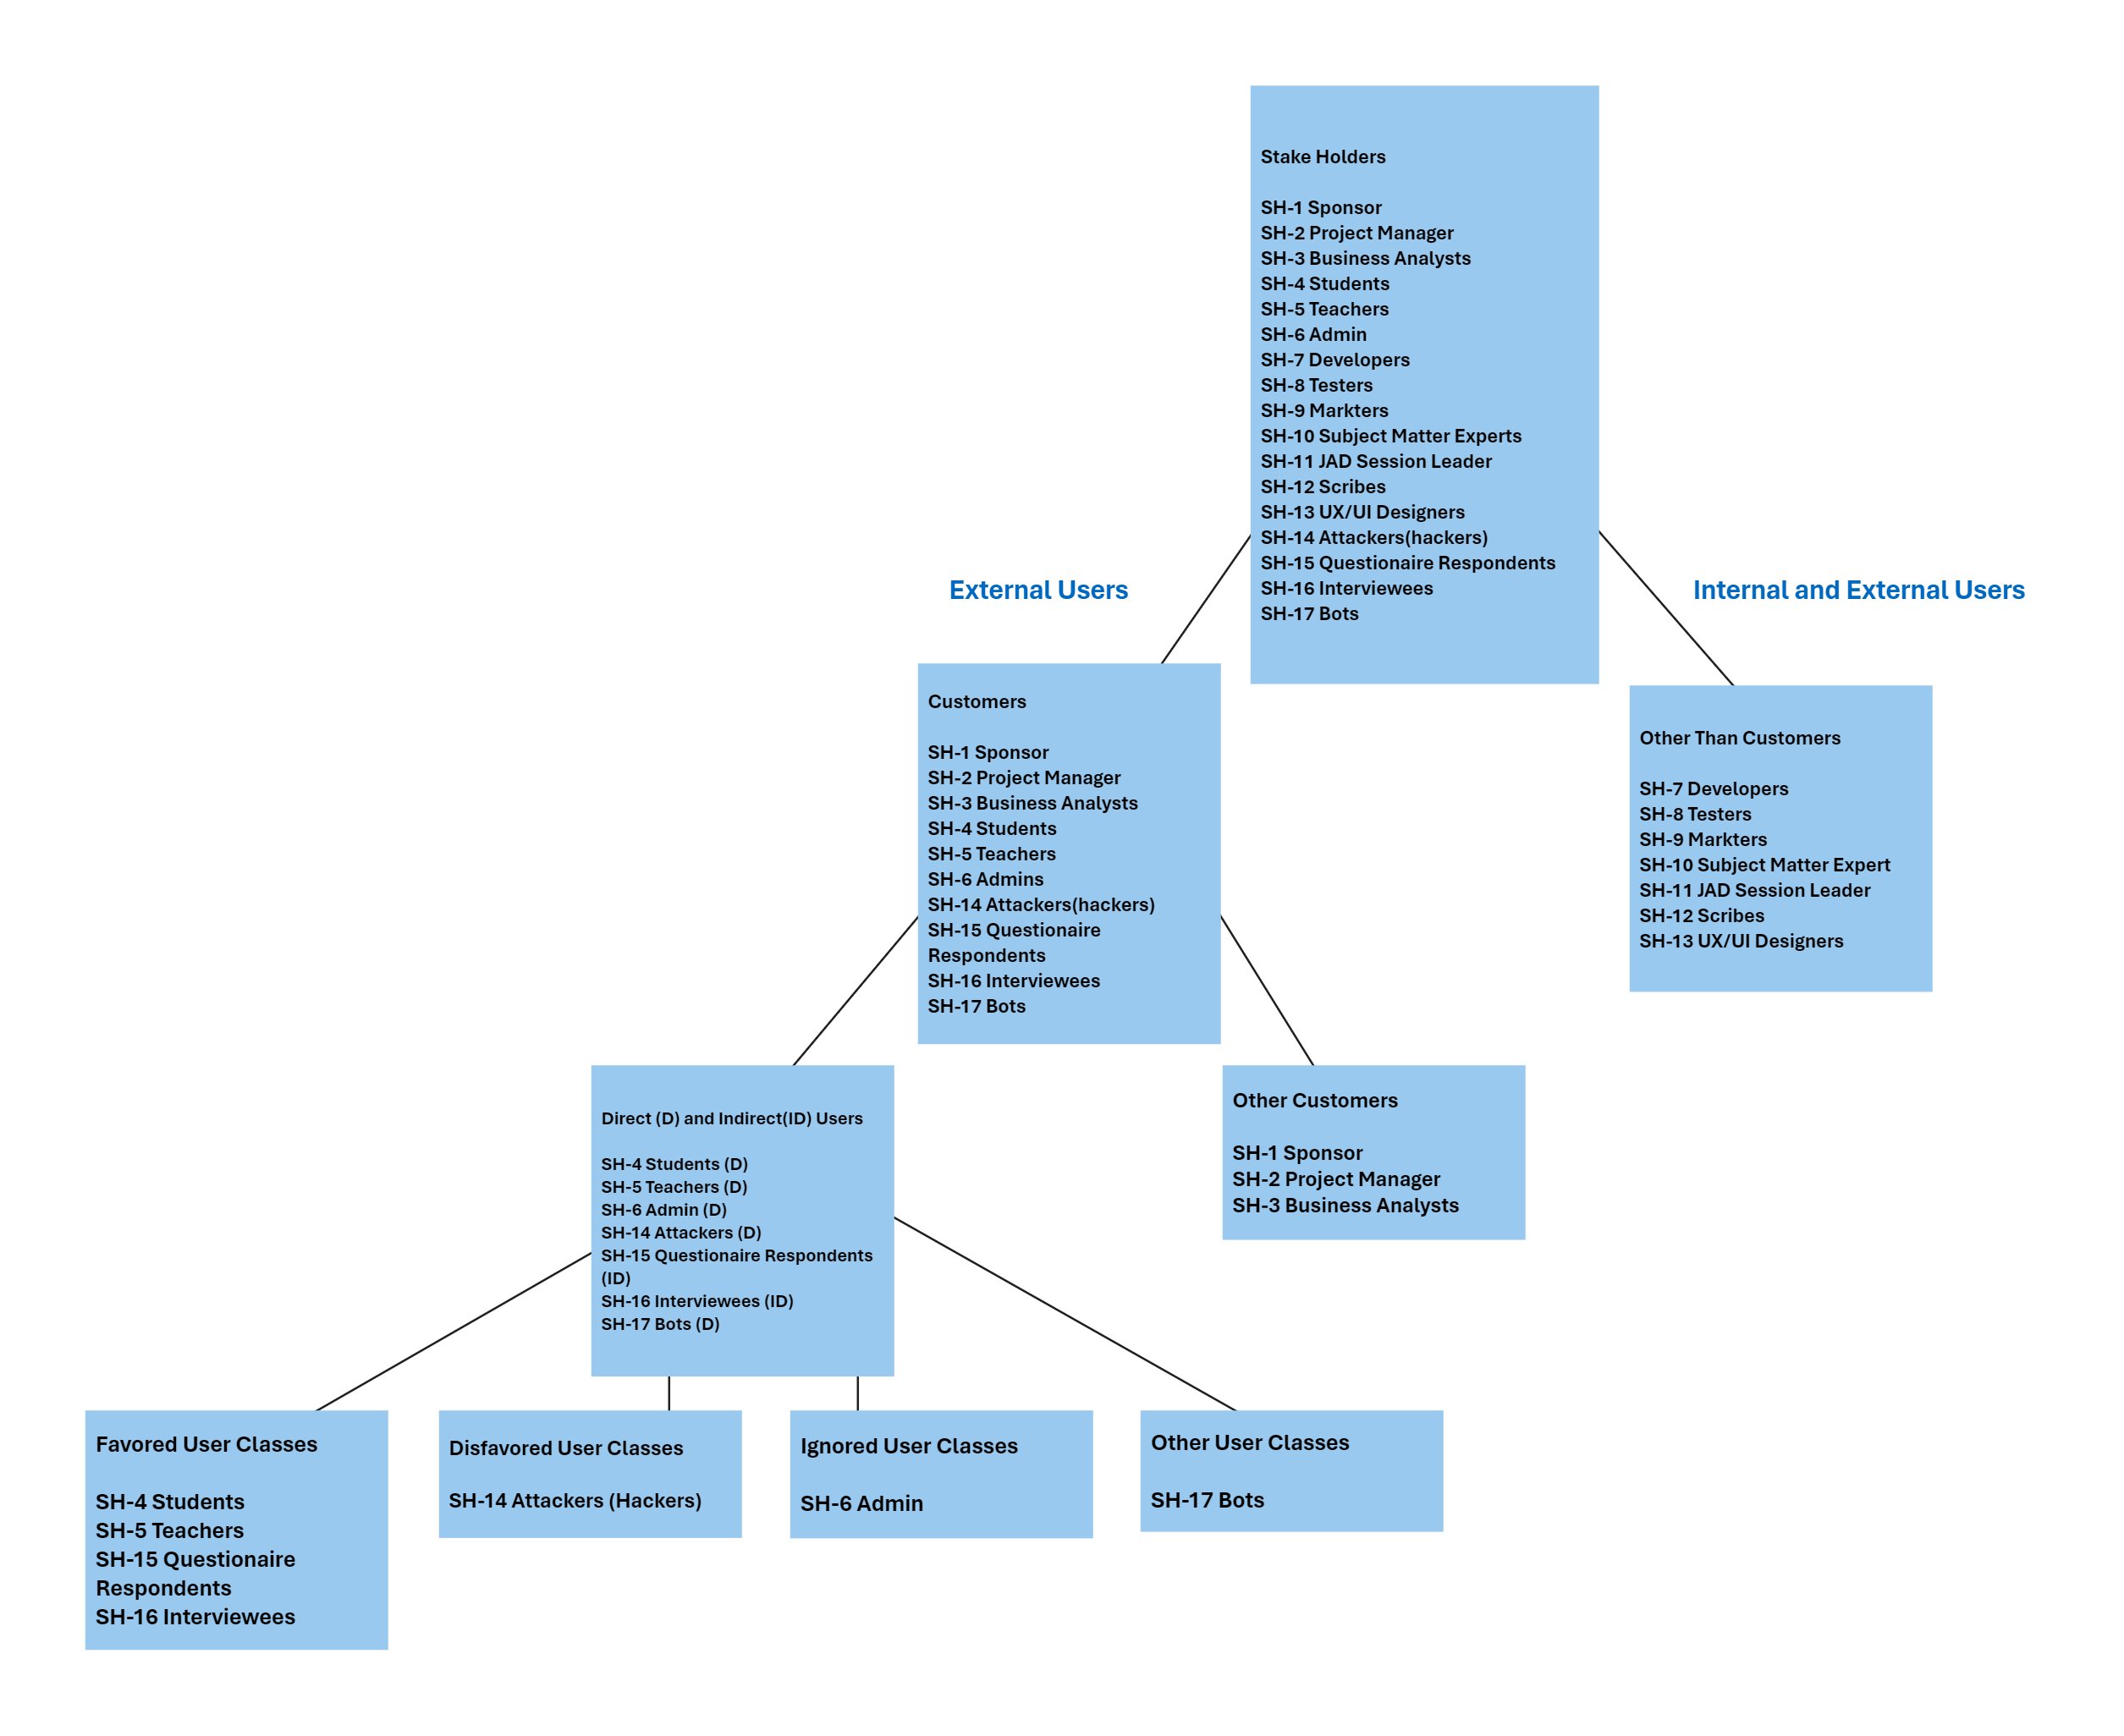 Stake Holders
SH-1 Sponsor
SH-2 Project Manager
SH-3 Business Analysts
SH-4 Students
SH-5 Teachers
SH-6 Admin
SH-7 Developers
SH-8 Testers
SH-9 Markters
SH-10 Subject Matter Experts
SH-11 JAD Session Leader
SH-12 Scribes
SH-13 UX/UI Designers
SH-14 Attackers(hackers)
SH-15 Questionaire Respondents
SH-16 Interviewees
SH-17 Bots
External Users
Internal and External Users
Customers
SH-1 Sponsor
SH-2 Project Manager
SH-3 Business Analysts
SH-4 Students
SH-5 Teachers
SH-6 Admins
SH-14 Attackers(hackers)
SH-15 Questionaire
Respondents
SH-16 Interviewees
SH-17 Bots
Other Than Customers
SH-7 Developers
SH-8 Testers
SH-9 Markters
SH-10 Subject Matter Expert
SH-11 JAD Session Leader
SH-12 Scribes
SH-13 UX/UI Designers
Direct (D) and Indirect(ID) Users
SH-4 Students (D)
SH-5 Teachers (D)
SH-6 Admin (D)
SH-14 Attackers (D)
SH-15 Questionaire Respondents
(ID)
SH-16 Interviewees (ID)
SH-17 Bots (D)
Other Customers
SH-1 Sponsor
SH-2 Project Manager
SH-3 Business Analysts
Favored User Classes
SH-4 Students
SH-5 Teachers
SH-15 Questionaire
Respondents
SH-16 Interviewees
Disfavored User Classes
SH-14 Attackers (Hackers)
Ignored User Classes
SH-6 Admin
Other User Classes
SH-17 Bots